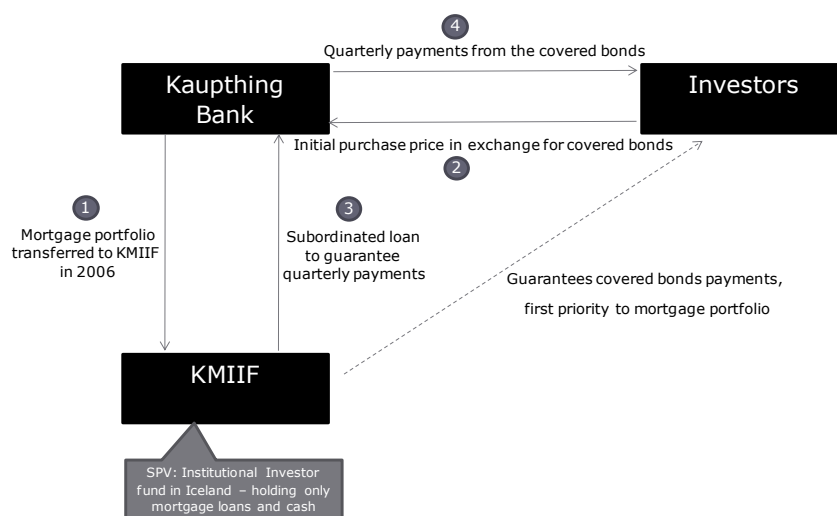 4
Quarterly payments from the covered bonds
Kaupthing
Bank
Investors
Initial purchase price in exchange for covered bonds
2
1
Mortgage portfolio
transferred to KMIIF
in 2006
3
Subordinated loan
to guarantee
quarterly payments
Guarantees covered bonds payments,
first priority to mortgage portfolio
KMIIF
SPV: Institutional Investor
fund in Iceland – holding only
mortgage loans and cash